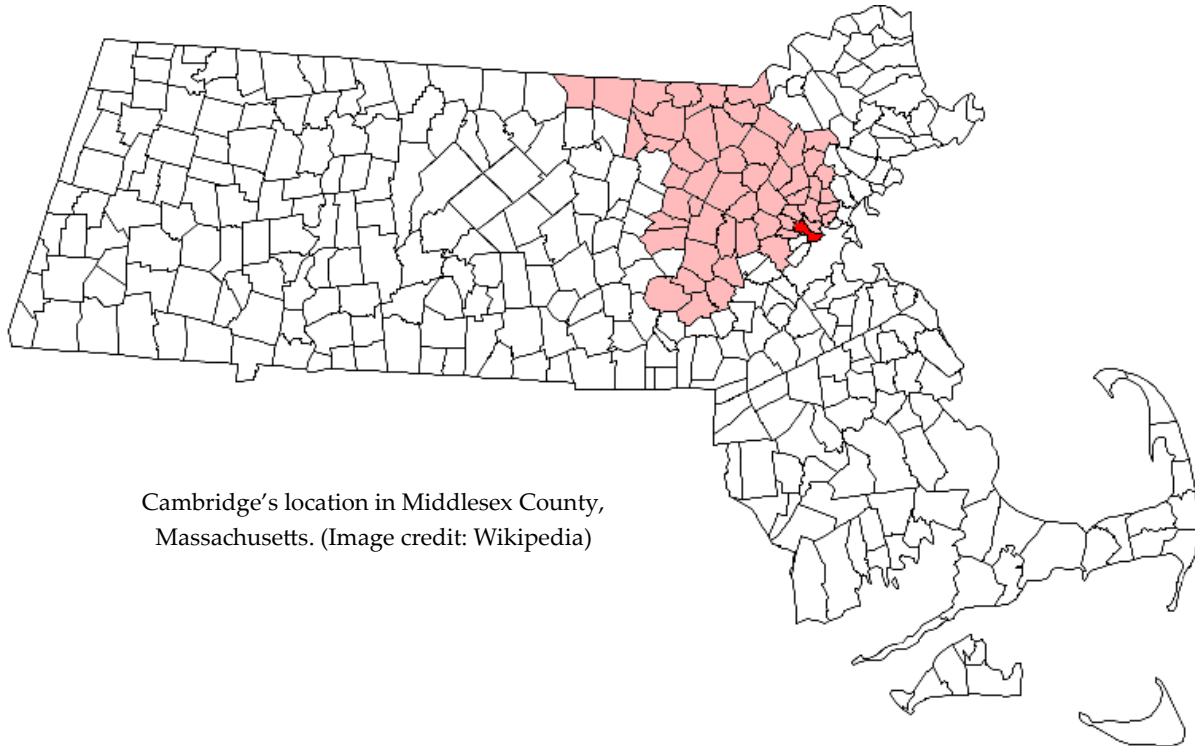 Cambridge’s location in Middlesex County,
Massachusetts. (Image credit: Wikipedia)